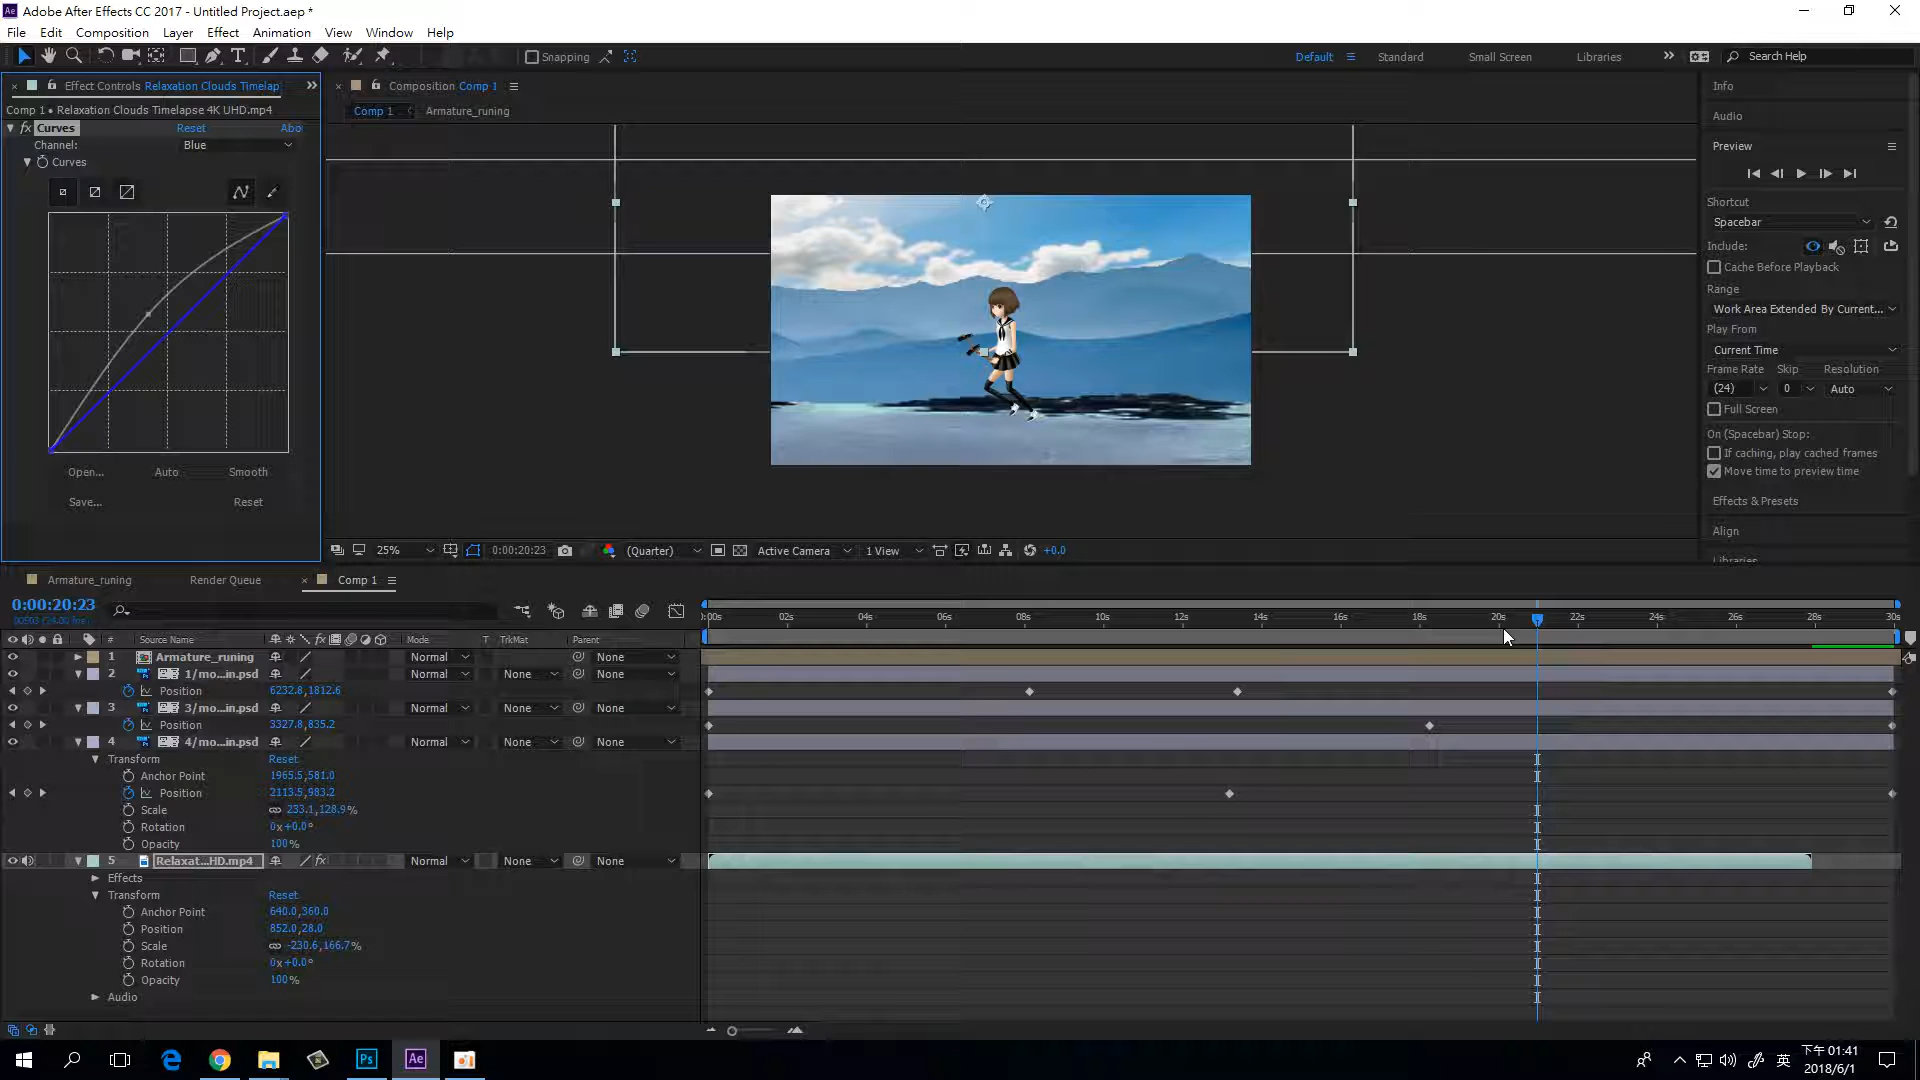 Adobe After Effects CC 2017 - Untitled Project.aep *
File Edit Composition Layer Effect Animation View Window Help
Snapping Default Standard Small Screen Libraries Search Help
Effect Controls Relaxation Clouds Timelap
Comp 1 • Relaxation Clouds Timelapse 4K UHD.mp4
fx Curves Reset Abo
Channel: Blue
Curves
Open... Auto Smooth
Save... Reset
Composition Comp 1
Comp 1 Armature_runing
25% 0:00:20:23 (Quarter) Active Camera 1 View +0.0
Info
Audio
Preview
Shortcut
Spacebar
Include:
Cache Before Playback
Range
Work Area Extended By Current...
Play From
Current Time
Frame Rate Skip Resolution
(24) 0 Auto
Full Screen
On (Spacebar) Stop:
If caching, play cached frames
Move time to preview time
Effects & Presets
Align
Libraries
Armature_runing Render Queue Comp 1
0:00:20:23
00503 (24.00 fps)
# Source Name fx Mode T TrkMat Parent
:00s 02s 04s 06s 08s 10s 12s 14s 16s 18s 20s 22s 24s 26s 28s 30s
1 Armature_runing Normal None
2 1/mo...in.psd Normal None None
Position 6232.8,1812.6
3 3/mo...in.psd Normal None None
Position 3327.8,835.2
4 4/mo...in.psd Normal None None
Transform Reset
Anchor Point 1965.5,581.0
Position 2113.5,983.2
Scale 233.1,128.9%
Rotation 0x+0.0°
Opacity 100%
5 Relaxat...HD.mp4 fx Normal None None
Effects
Transform Reset
Anchor Point 640.0,360.0
Position 852.0,28.0
Scale -230.6,166.7%
Rotation 0x+0.0°
Opacity 100%
Audio
Ps Ae
英
下午 01:41
2018/6/1